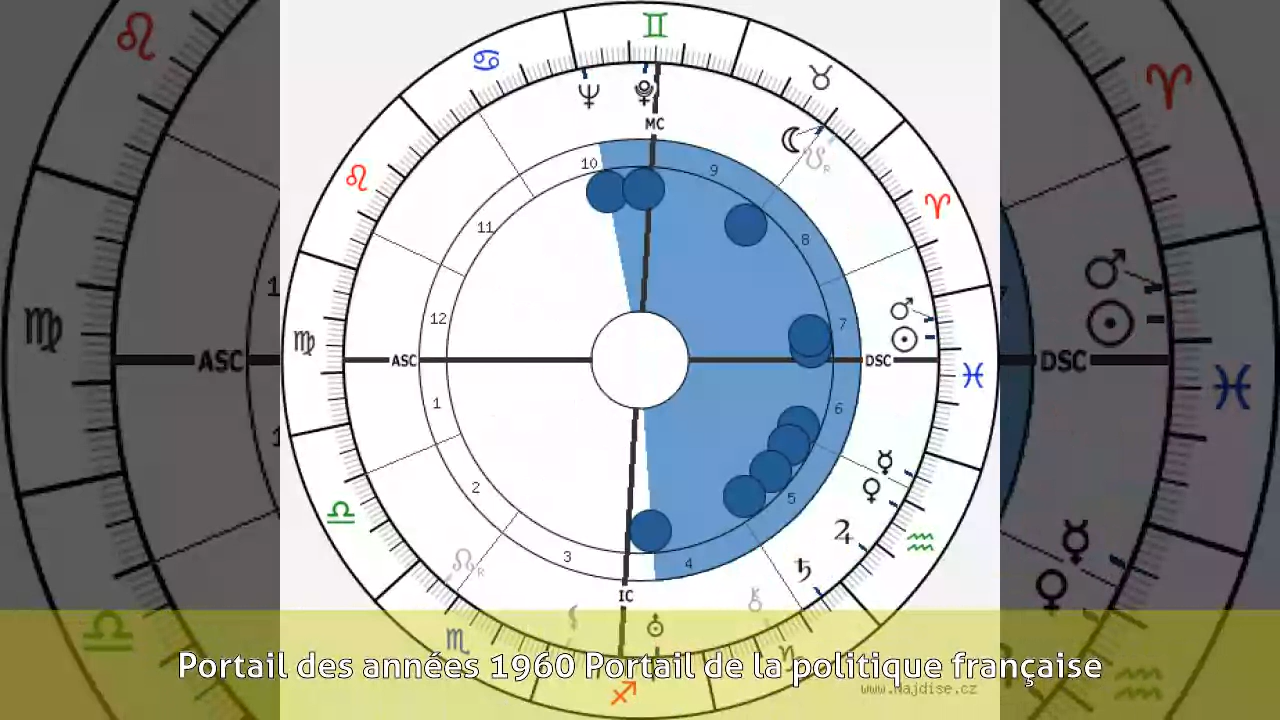 MC
10
9
11
8
12
7
ASC
DSC
ASC
DSC
1
6
2
5
3
4
IC
R
R
Portail des années 1960 Portail de la politique française
www.Najdise.cz